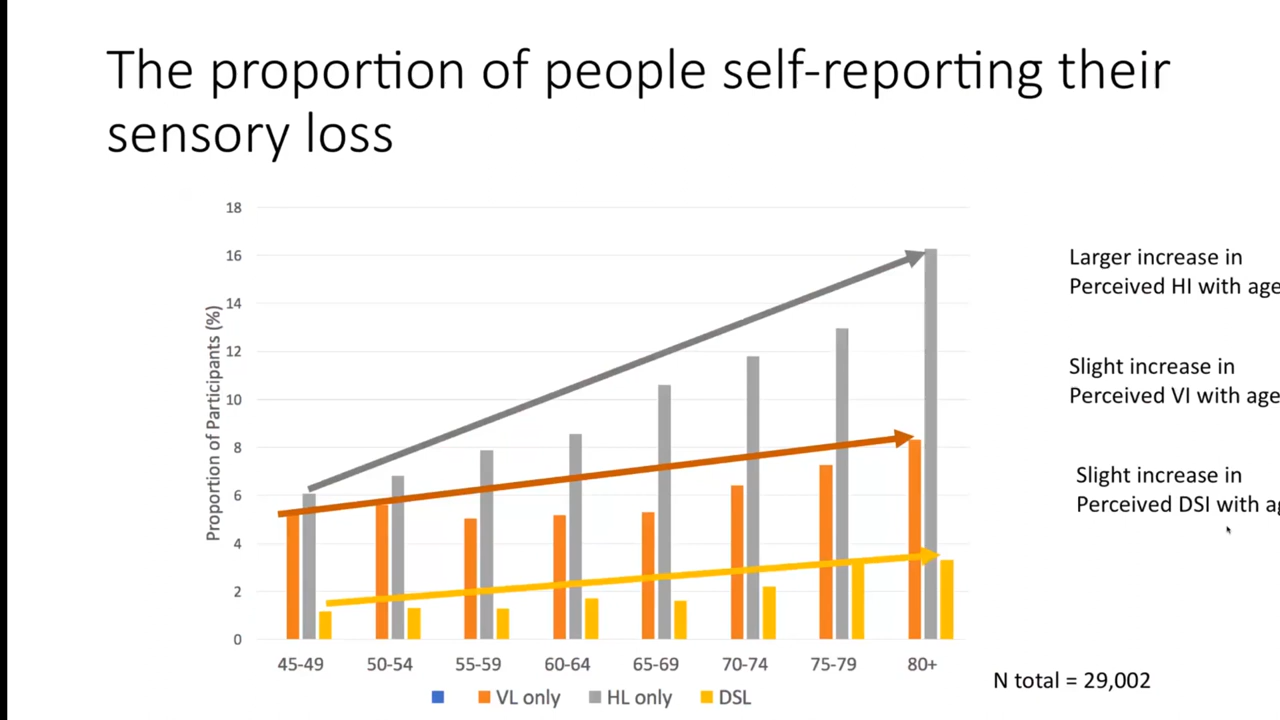 The proportion of people self-reporting their
sensory loss
18
16
14
12
10
8
6
4
2
0
Proportion of Participants (%)
45-49 50-54 55-59 60-64 65-69 70-74 75-79 80+
VL only HL only DSL
Larger increase in
Perceived HI with age
Slight increase in
Perceived VI with age
Slight increase in
Perceived DSI with
N total = 29,002